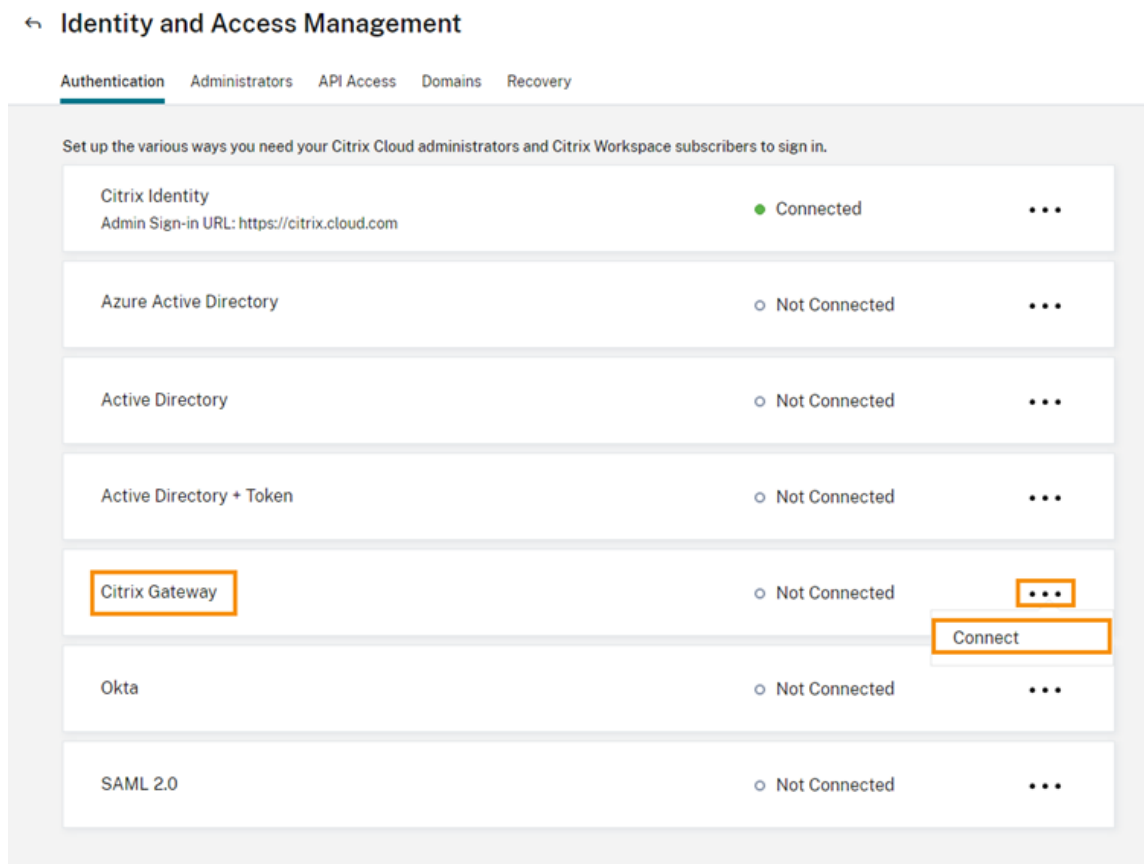 Identity and Access Management
Authentication Administrators API Access Domains Recovery
Set up the various ways you need your Citrix Cloud administrators and Citrix Workspace subscribers to sign in.
Citrix Identity
Admin Sign-in URL: https://citrix.cloud.com
Connected
Azure Active Directory
Not Connected
Active Directory
Not Connected
Active Directory + Token
Not Connected
Citrix Gateway
Not Connected
Connect
Okta
Not Connected
SAML 2.0
Not Connected